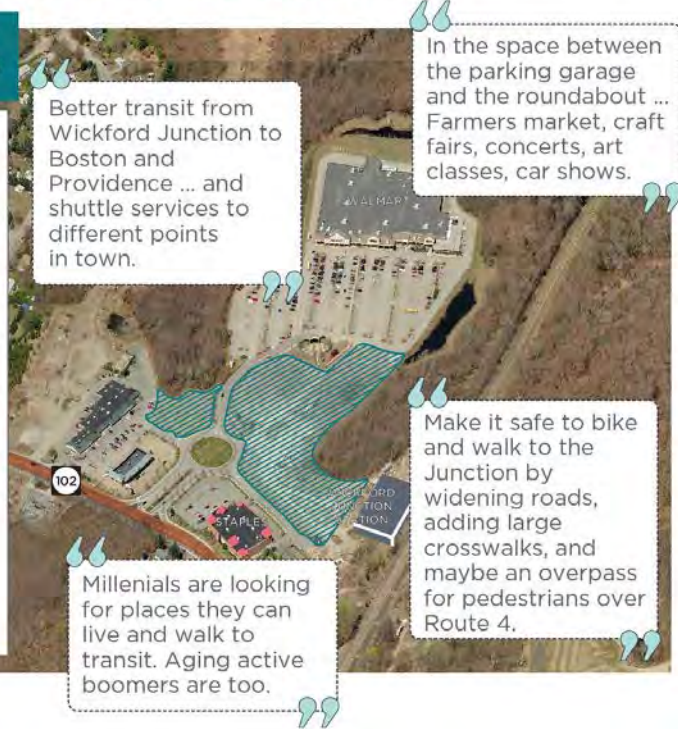 In the space between
the parking garage
and the roundabout ...
Farmers market, craft
fairs, concerts, art
classes, car shows.
Better transit from
Wickford Junction to
Boston and
Providence ... and
shuttle services to
different points
in town.
WALMART
Make it safe to bike
and walk to the
Junction by
widening roads,
adding large
crosswalks, and
maybe an overpass
for pedestrians over
Route 4.
102
WICKFORD
JUNCTION
STATION
STAPLES
Millenials are looking
for places they can
live and walk to
transit. Aging active
boomers are too.